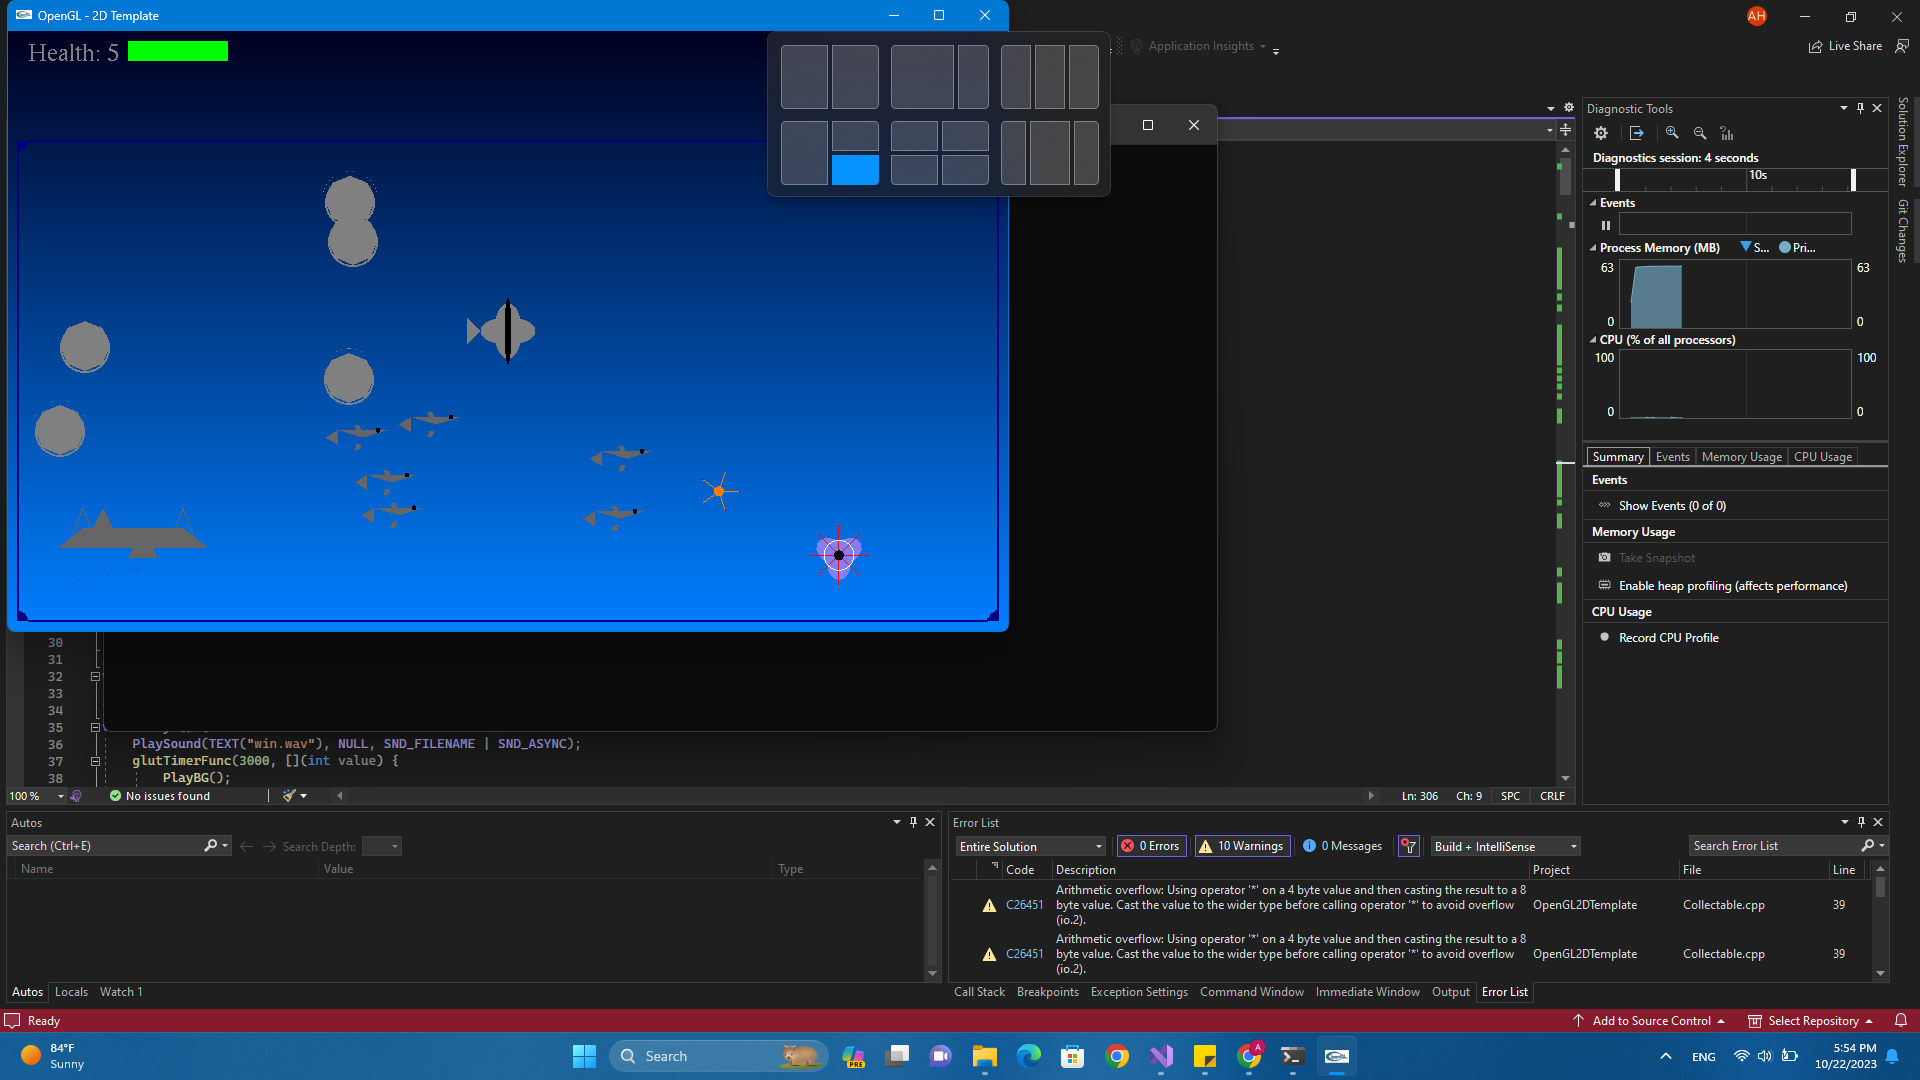 OpenGL - 2D Template
AH
Health: 5
Application Insights
Live Share
Diagnostic Tools
Solution Explorer
Git Changes
Diagnostics session: 4 seconds
10s
Events
Process Memory (MB)
S...
Pri...
63
63
0
0
CPU (% of all processors)
100
100
0
0
Summary
Events
Memory Usage
CPU Usage
Events
Show Events (0 of 0)
Memory Usage
Take Snapshot
Enable heap profiling (affects performance)
CPU Usage
Record CPU Profile
30
31
32
33
34
35
36 PlaySound(TEXT("win.wav"), NULL, SND_FILENAME | SND_ASYNC);
37 glutTimerFunc(3000, [](int value) {
38 PlayBG();
100 %
No issues found
Ln: 306
Ch: 9
SPC
CRLF
Autos
Search (Ctrl+E)
Search Depth:
Name
Value
Type
Autos
Locals
Watch 1
Error List
Entire Solution
0 Errors
10 Warnings
0 Messages
Build + IntelliSense
Search Error List
Code
Description
Project
File
Line
C26451
Arithmetic overflow: Using operator '*' on a 4 byte value and then casting the result to a 8
byte value. Cast the value to the wider type before calling operator '*' to avoid overflow
(io.2).
OpenGL2DTemplate
Collectable.cpp
39
C26451
Arithmetic overflow: Using operator '*' on a 4 byte value and then casting the result to a 8
byte value. Cast the value to the wider type before calling operator '*' to avoid overflow
(io.2).
OpenGL2DTemplate
Collectable.cpp
39
Call Stack
Breakpoints
Exception Settings
Command Window
Immediate Window
Output
Error List
Ready
Add to Source Control
Select Repository
84°F
Sunny
Search
PRE
A
ENG
5:54 PM
10/22/2023